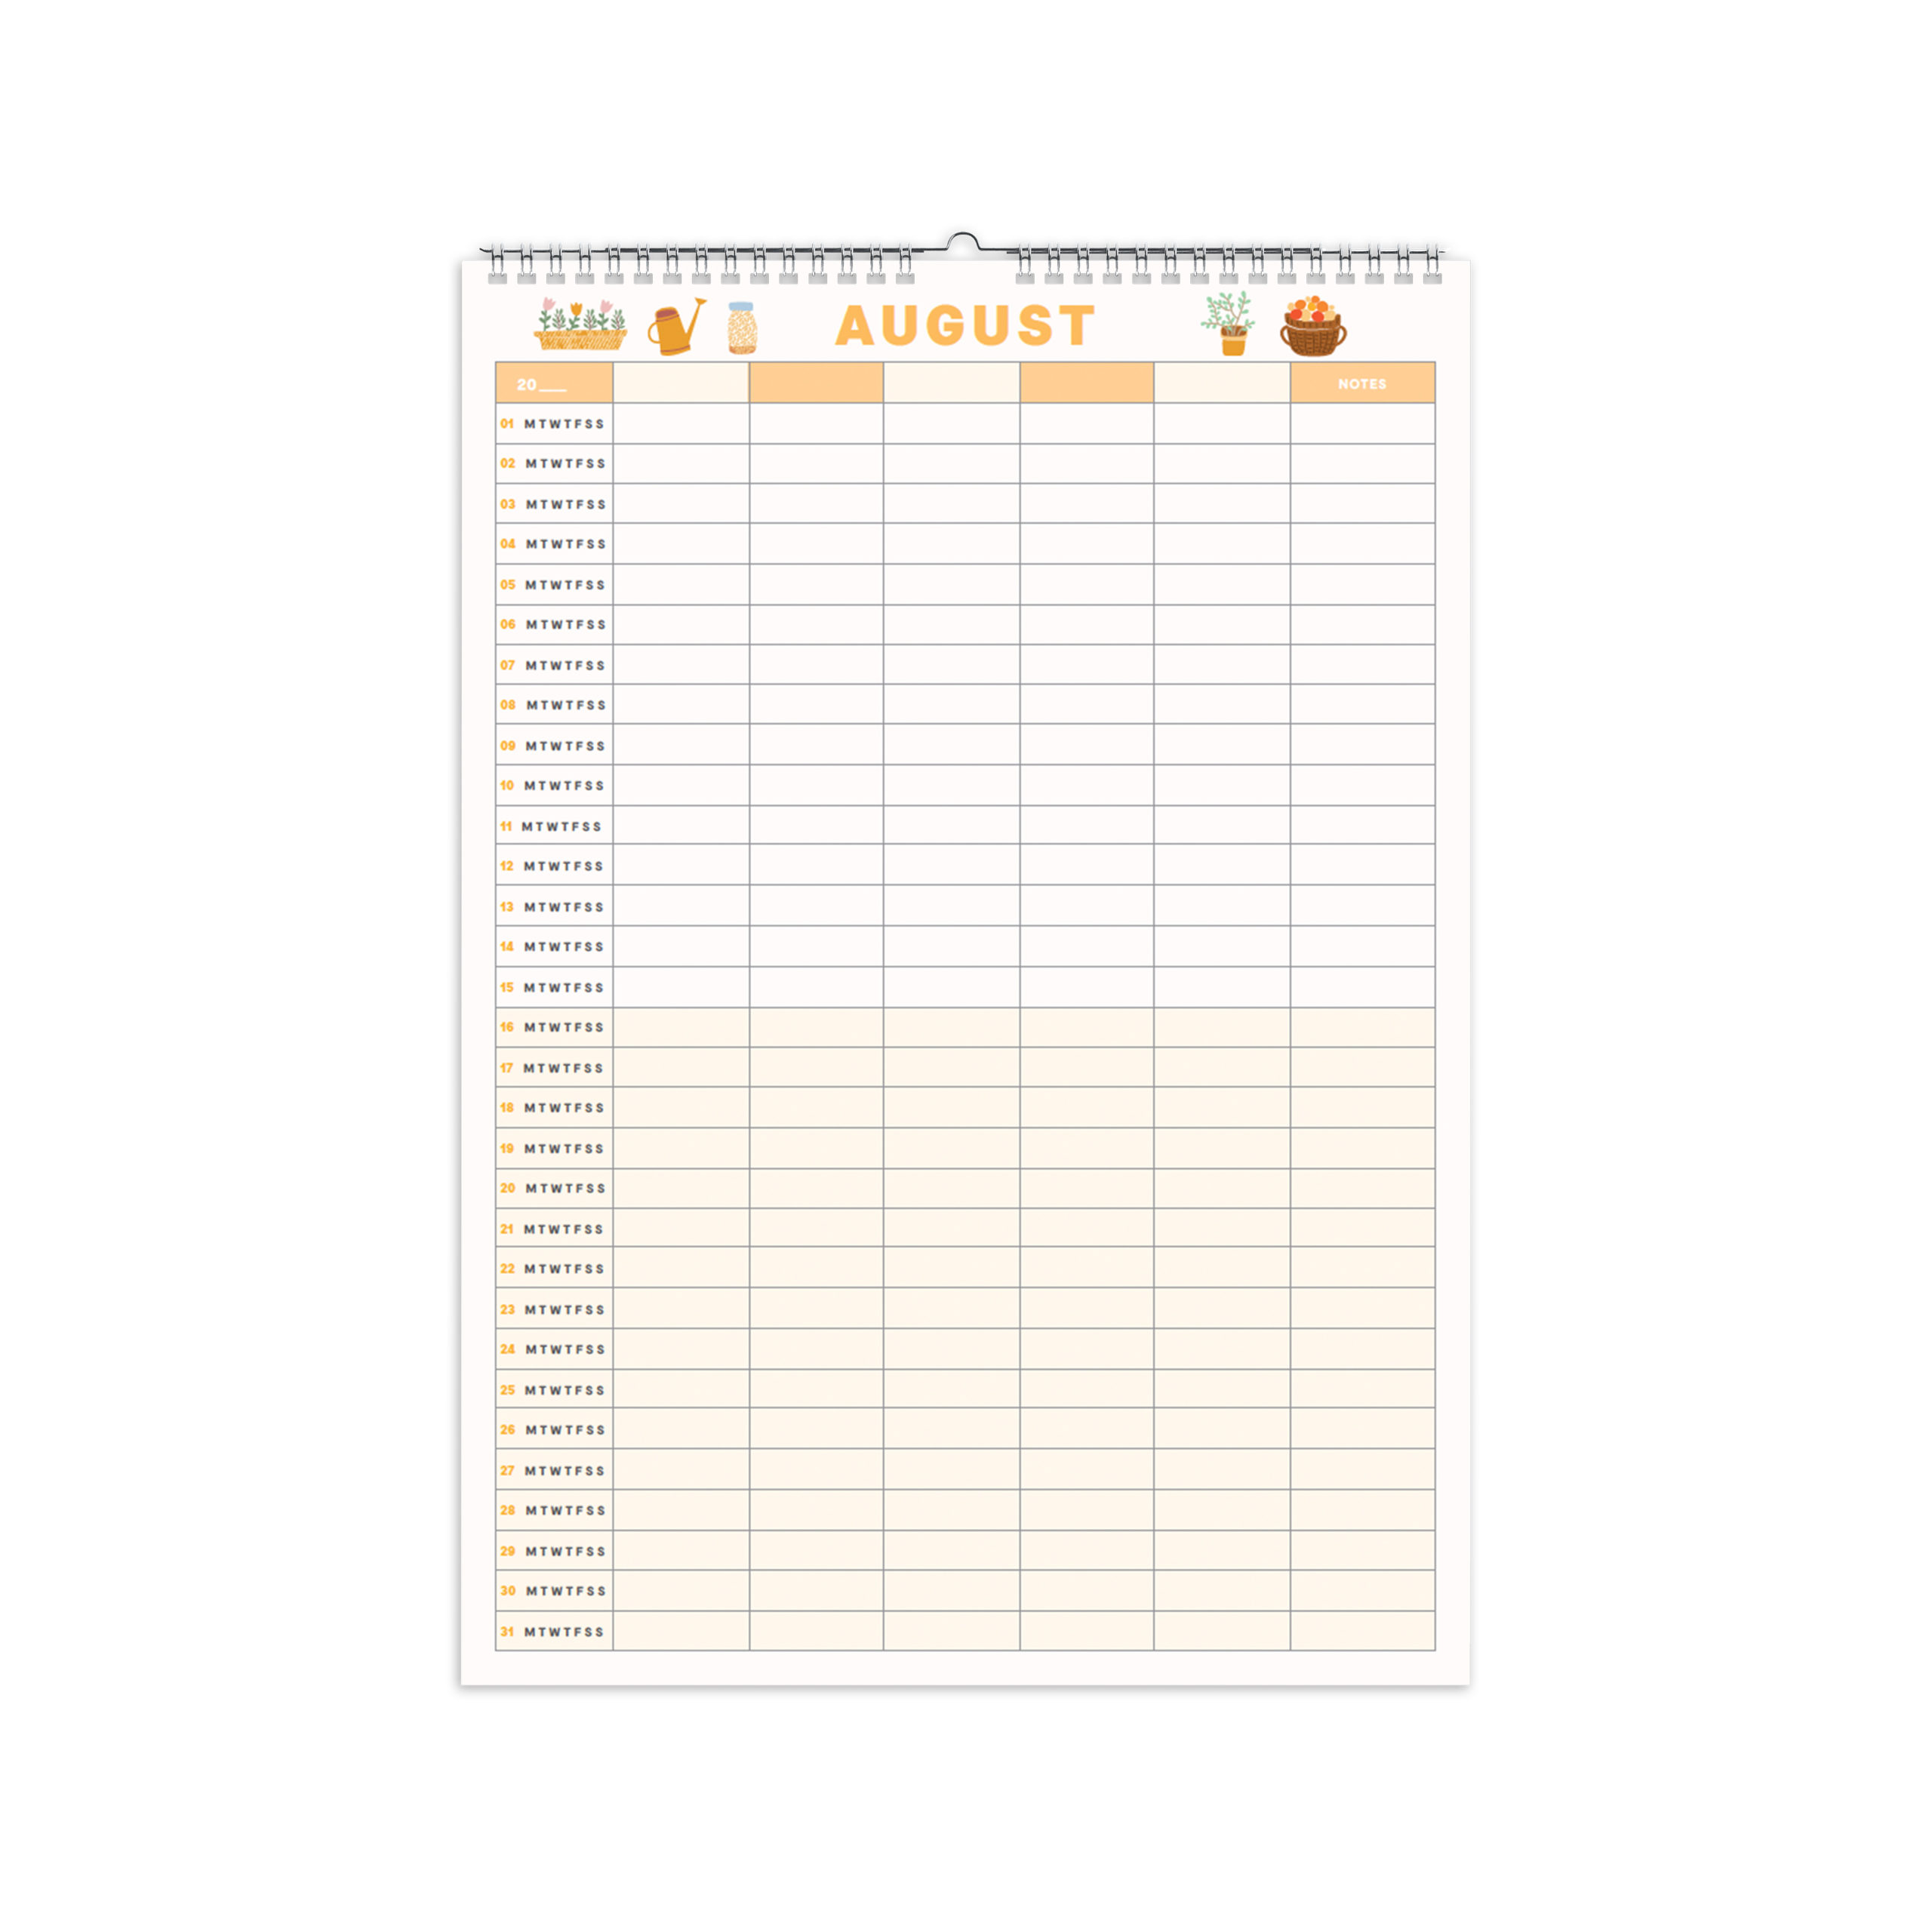 AUGUST
20___ NOTES
01 MTWTFSS
02 MTWTFSS
03 MTWTFSS
04 MTWTFSS
05 MTWTFSS
06 MTWTFSS
07 MTWTFSS
08 MTWTFSS
09 MTWTFSS
10 MTWTFSS
11 MTWTFSS
12 MTWTFSS
13 MTWTFSS
14 MTWTFSS
15 MTWTFSS
16 MTWTFSS
17 MTWTFSS
18 MTWTFSS
19 MTWTFSS
20 MTWTFSS
21 MTWTFSS
22 MTWTFSS
23 MTWTFSS
24 MTWTFSS
25 MTWTFSS
26 MTWTFSS
27 MTWTFSS
28 MTWTFSS
29 MTWTFSS
30 MTWTFSS
31 MTWTFSS